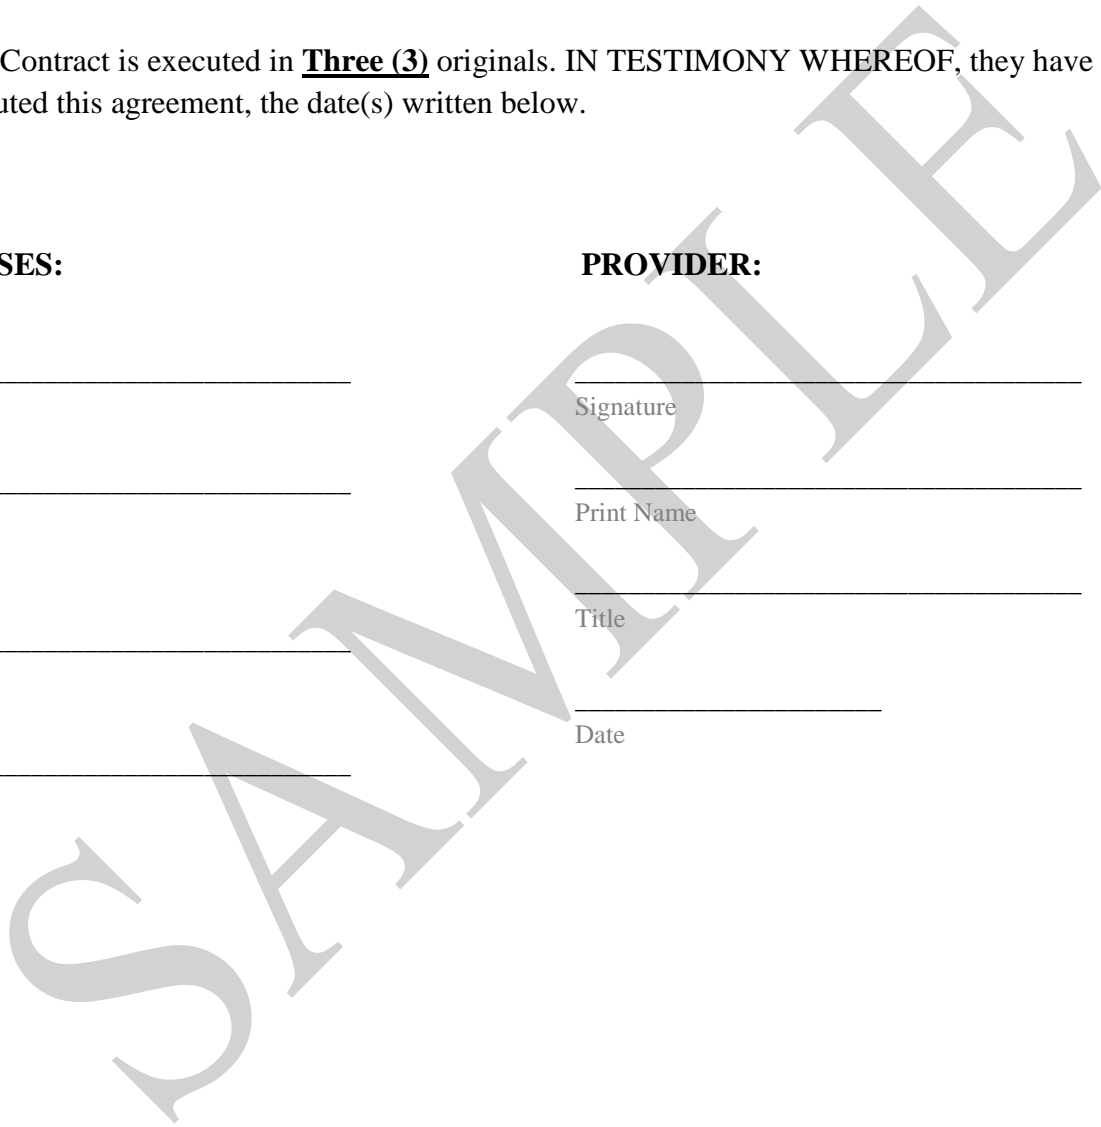 Contract is executed in Three (3) originals. IN TESTIMONY WHEREOF, they have
uted this agreement, the date(s) written below.
SES:
PROVIDER:
Signature
Print Name
Title
Date
SAMPLE